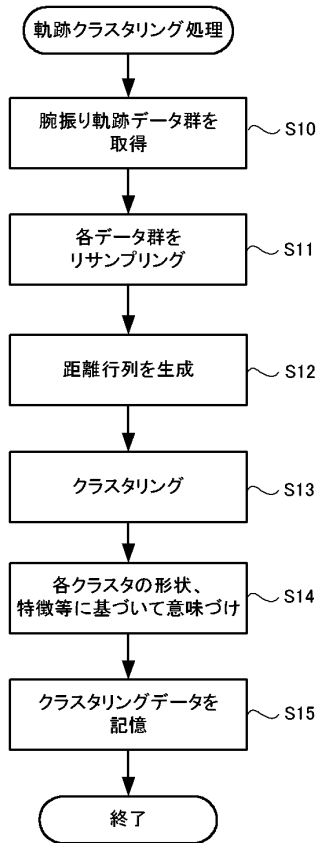 軌跡クラスタリング処理
腕振り軌跡データ群を
取得
S10
各データ群を
リサンプリング
S11
距離行列を生成
S12
クラスタリング
S13
各クラスタの形状、
特徴等に基づいて意味づけ
S14
クラスタリングデータを
記憶
S15
終了